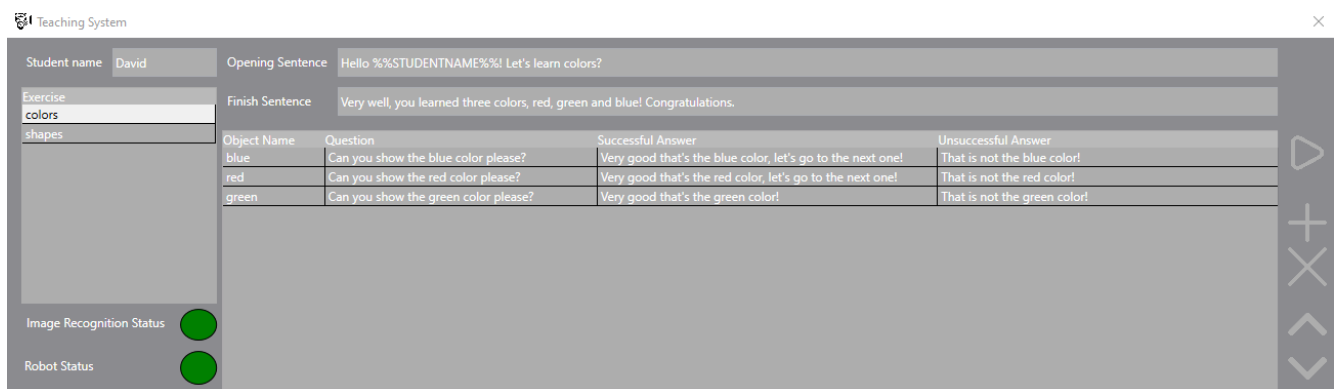 Teaching System
Student name David
Opening Sentence Hello %%STUDENTNAME%%! Let's learn colors?
Finish Sentence Very well, you learned three colors, red, green and blue! Congratulations.
Exercise
colors
shapes
Object Name Question Successful Answer Unsuccessful Answer
blue Can you show the blue color please? Very good that's the blue color, let's go to the next one! That is not the blue color!
red Can you show the red color please? Very good that's the red color, let's go to the next one! That is not the red color!
green Can you show the green color please? Very good that's the green color! That is not the green color!
Image Recognition Status
Robot Status